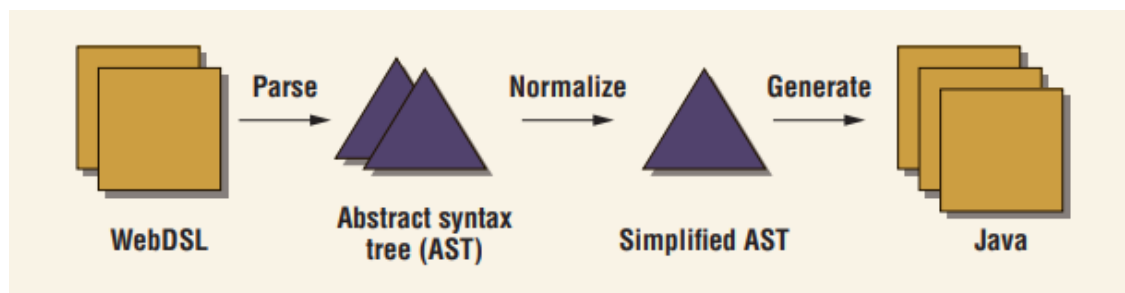 Parse
Normalize
Generate
WebDSL
Abstract syntax
tree (AST)
Simplified AST
Java